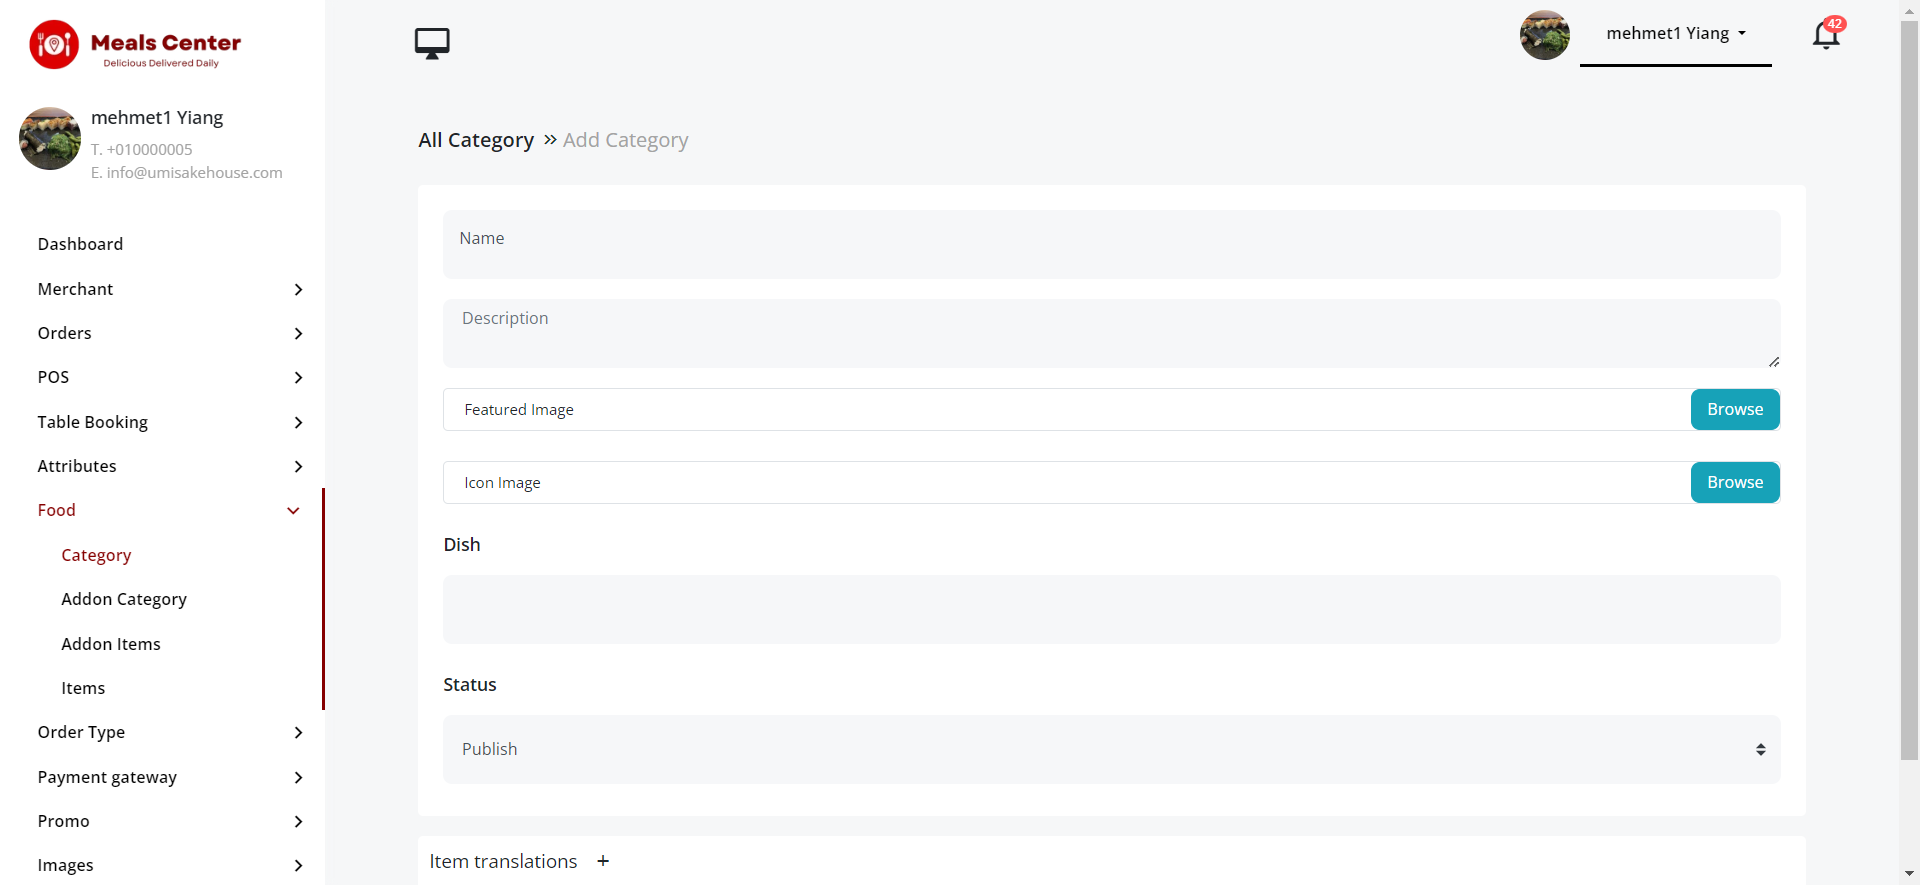 Meals Center
Delicious Delivered Daily
mehmet1 Yiang
T. +010000005
E. info@umisakehouse.com
Dashboard
Merchant
Orders
POS
Table Booking
Attributes
Food
Category
Addon Category
Addon Items
Items
Order Type
Payment gateway
Promo
Images
mehmet1 Yiang
42
All Category » Add Category
Name
Description
Featured Image
Browse
Icon Image
Browse
Dish
Status
Publish
Item translations +